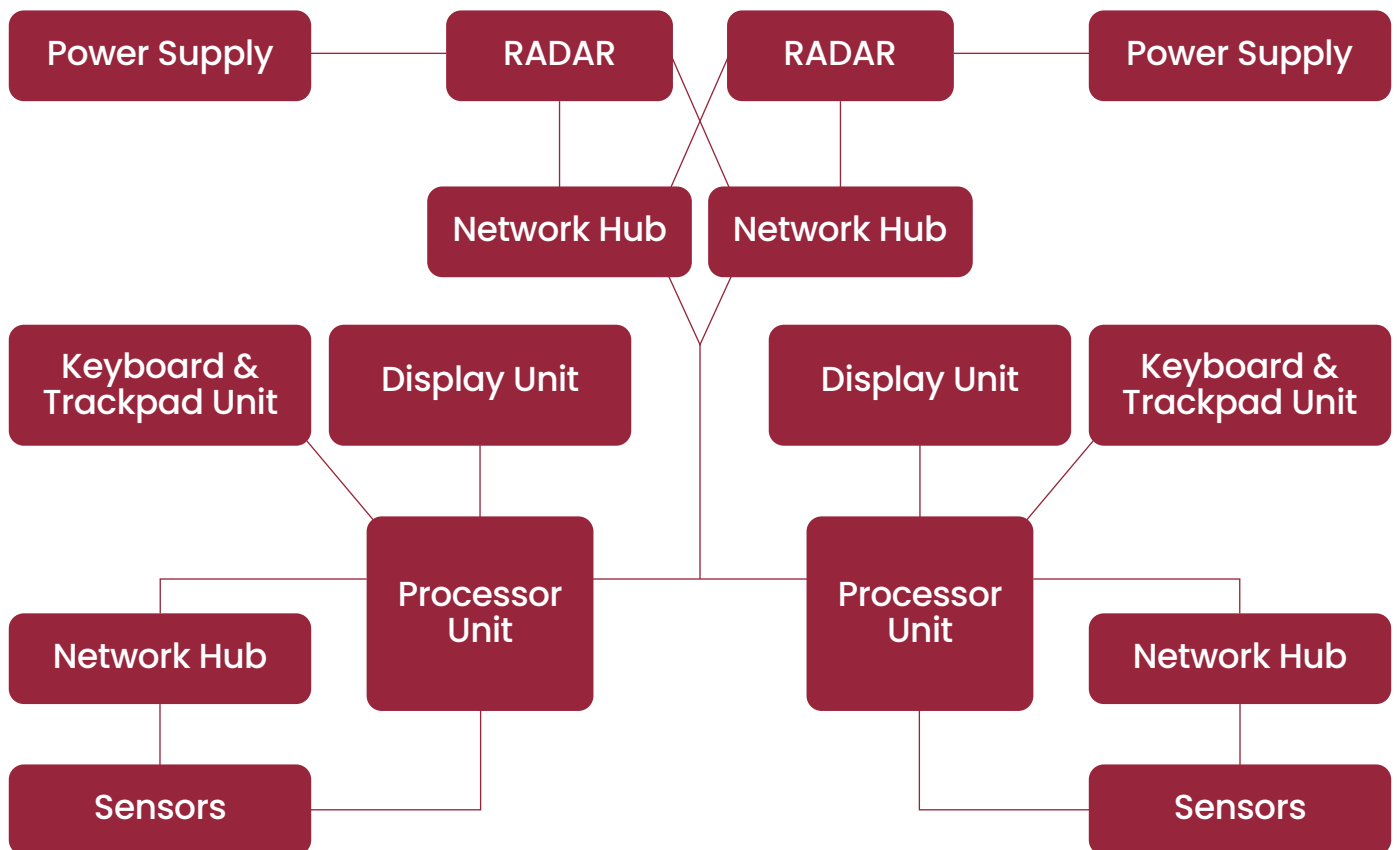 Power Supply
RADAR
RADAR
Power Supply
Network Hub
Network Hub
Keyboard &
Trackpad Unit
Display Unit
Display Unit
Keyboard &
Trackpad Unit
Processor
Unit
Processor
Unit
Network Hub
Network Hub
Sensors
Sensors